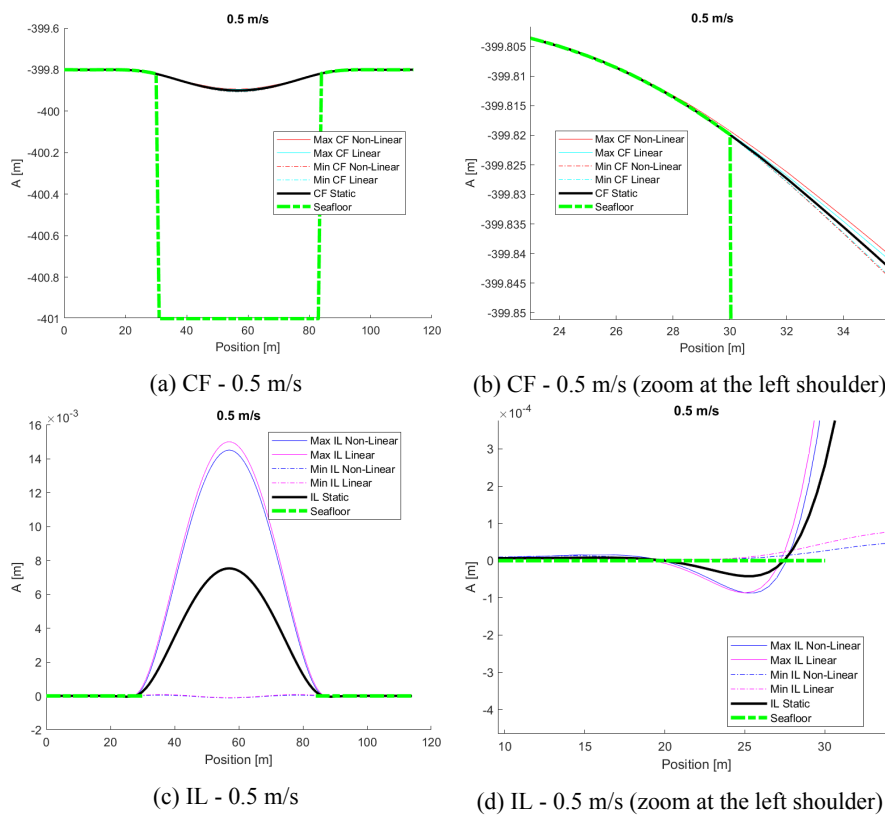 0.5 m/s
-399.6
-399.8
-400
-400.2
-400.4
-400.6
-400.8
-401
A [m]
0 20 40 60 80 100 120
Position [m]
Max CF Non-Linear
Max CF Linear
Min CF Non-Linear
Min CF Linear
CF Static
Seafloor
(a) CF - 0.5 m/s
0.5 m/s
-399.805
-399.81
-399.815
-399.82
-399.825
-399.83
-399.835
-399.84
-399.845
-399.85
A [m]
24 26 28 30 32 34
Position [m]
Max CF Non-Linear
Max CF Linear
Min CF Non-Linear
Min CF Linear
CF Static
Seafloor
(b) CF - 0.5 m/s (zoom at the left shoulder)
0.5 m/s
×10⁻³
16
14
12
10
8
6
4
2
0
-2
A [m]
0 20 40 60 80 100 120
Position [m]
Max IL Non-Linear
Max IL Linear
Min IL Non-Linear
Min IL Linear
IL Static
Seafloor
(c) IL - 0.5 m/s
0.5 m/s
×10⁻⁴
3
2
1
0
-1
-2
-3
-4
A [m]
10 15 20 25 30
Position [m]
Max IL Non-Linear
Max IL Linear
Min IL Non-Linear
Min IL Linear
IL Static
Seafloor
(d) IL - 0.5 m/s (zoom at the left shoulder)